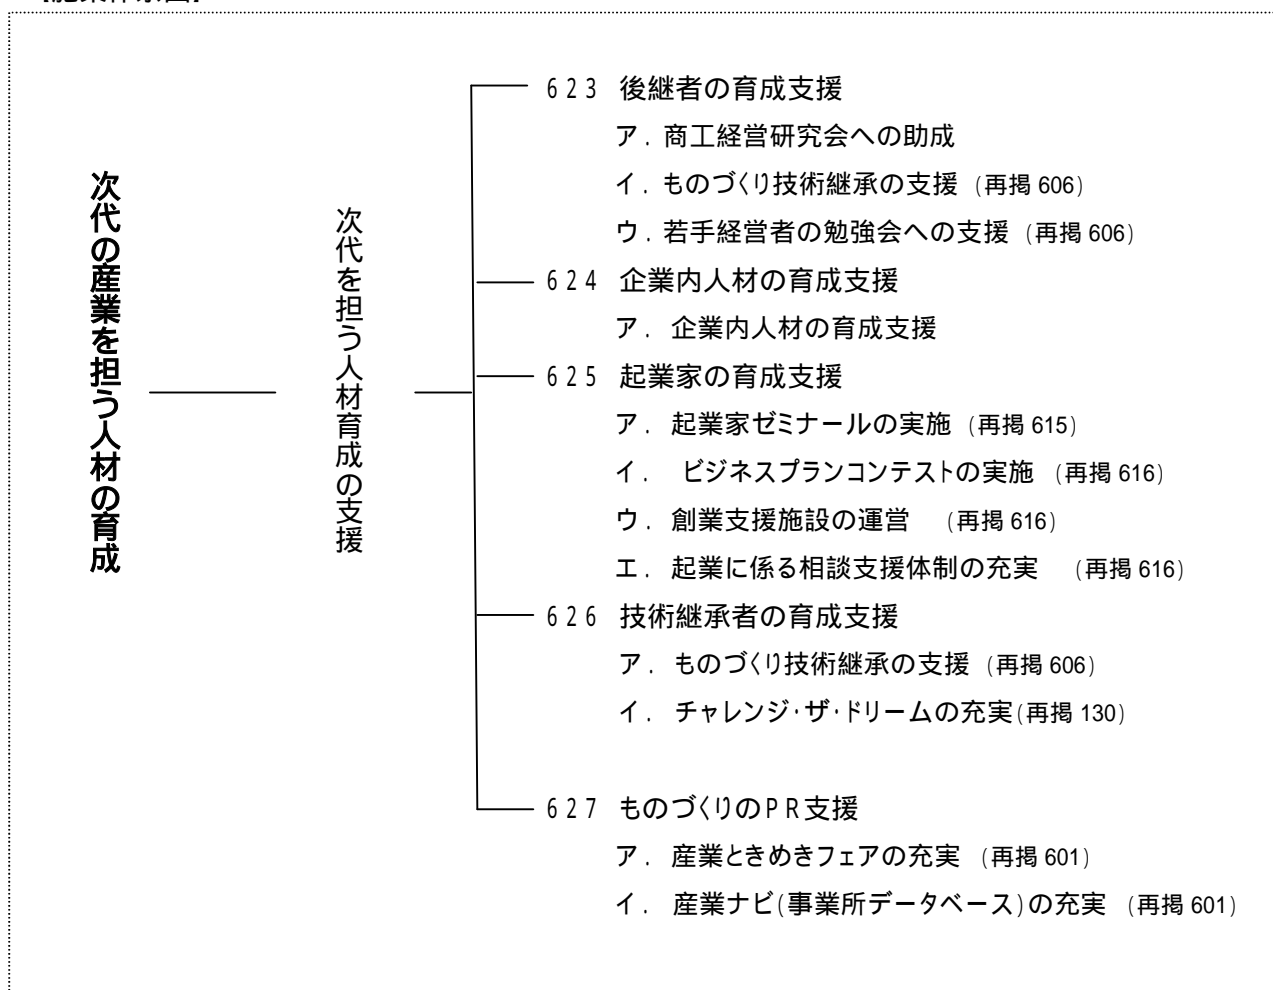 次代の産業を担う人材の育成
次代を担う人材育成の支援
623 後継者の育成支援
ア. 商工経営研究会への助成
イ. ものづくり技術継承の支援 (再掲 606)
ウ. 若手経営者の勉強会への支援 (再掲 606)
624 企業内人材の育成支援
ア. 企業内人材の育成支援
625 起業家の育成支援
ア. 起業家ゼミナールの実施 (再掲 615)
イ. ビジネスプランコンテストの実施 (再掲 616)
ウ. 創業支援施設の運営 (再掲 616)
エ. 起業に係る相談支援体制の充実 (再掲 616)
626 技術継承者の育成支援
ア. ものづくり技術継承の支援 (再掲 606)
イ. チャレンジ・ザ・ドリームの充実(再掲 130)
627 ものづくりのPR支援
ア. 産業ときめきフェアの充実 (再掲 601)
イ. 産業ナビ(事業所データベース)の充実 (再掲 601)